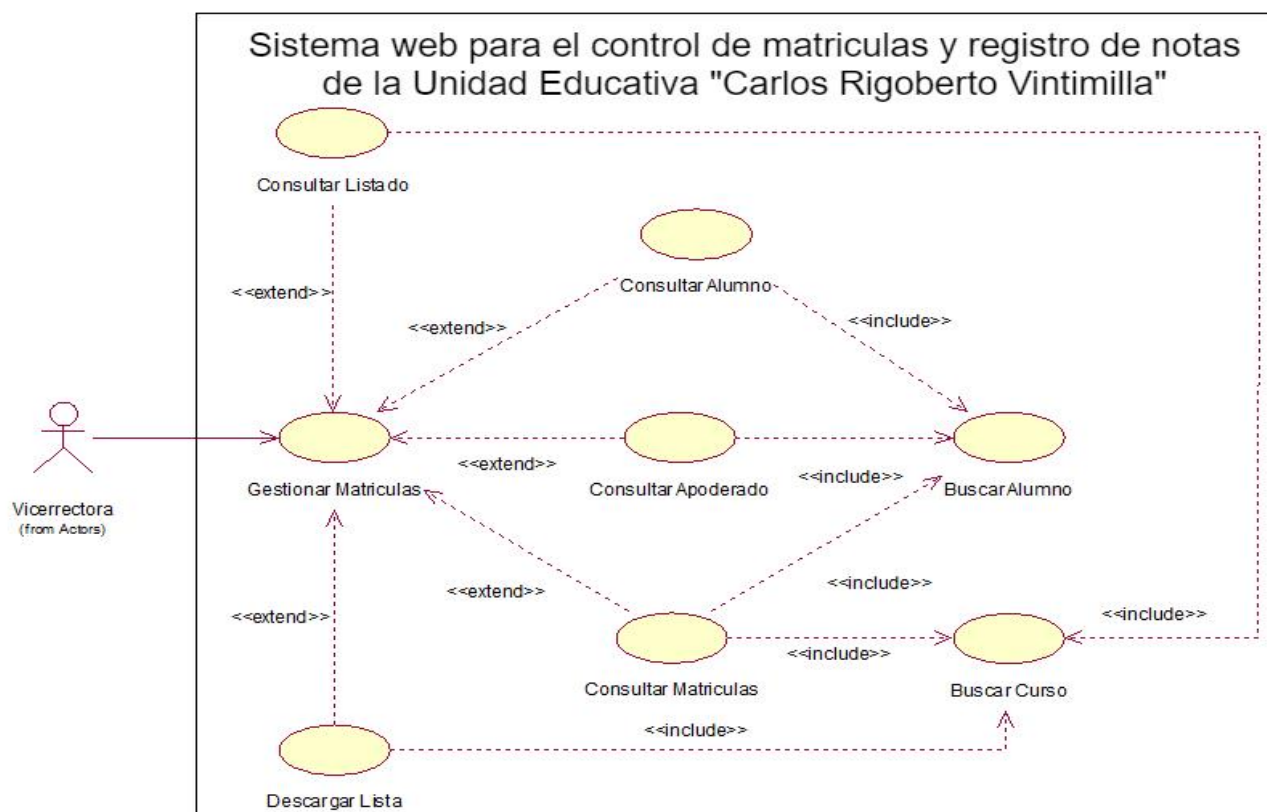 Sistema web para el control de matriculas y registro de notas
de la Unidad Educativa "Carlos Rigoberto Vintimilla"
Consultar Listado
Consultar Alumno
<<extend>>
<<extend>>
<<include>>
Gestionar Matriculas
<<extend>>
Consultar Apoderado
<<include>>
Buscar Alumno
Vicerrectora
(from Actors)
<<extend>>
<<extend>>
<<include>>
<<include>>
<<include>>
Consultar Matriculas
Buscar Curso
<<include>>
Descargar Lista